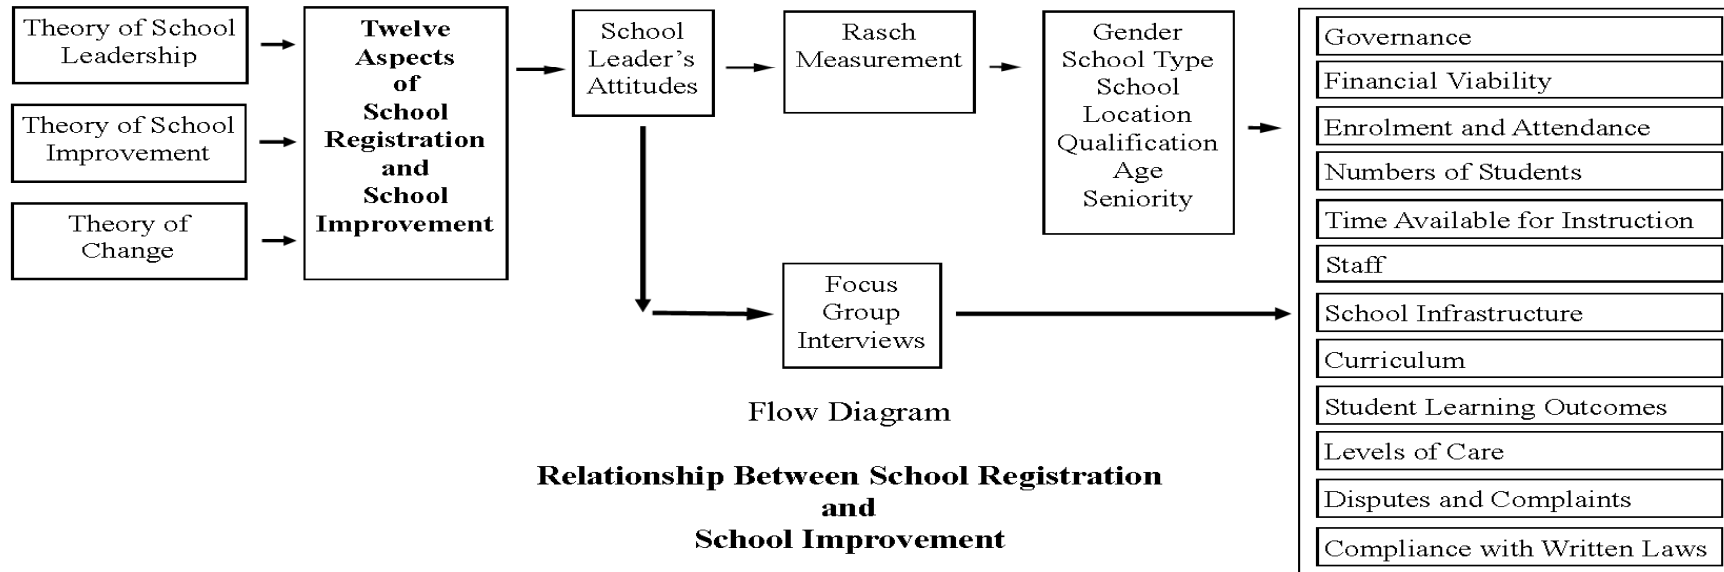 Theory of School
Leadership
Theory of School
Improvement
Theory of
Change
Twelve
Aspects
of
School
Registration
and
School
Improvement
School
Leader's
Attitudes
Rasch
Measurement
Gender
School Type
School
Location
Qualification
Age
Seniority
Focus
Group
Interviews
Governance
Financial Viability
Enrolment and Attendance
Numbers of Students
Time Available for Instruction
Staff
School Infrastructure
Curriculum
Student Learning Outcomes
Levels of Care
Disputes and Complaints
Compliance with Written Laws
Flow Diagram
Relationship Between School Registration
and
School Improvement